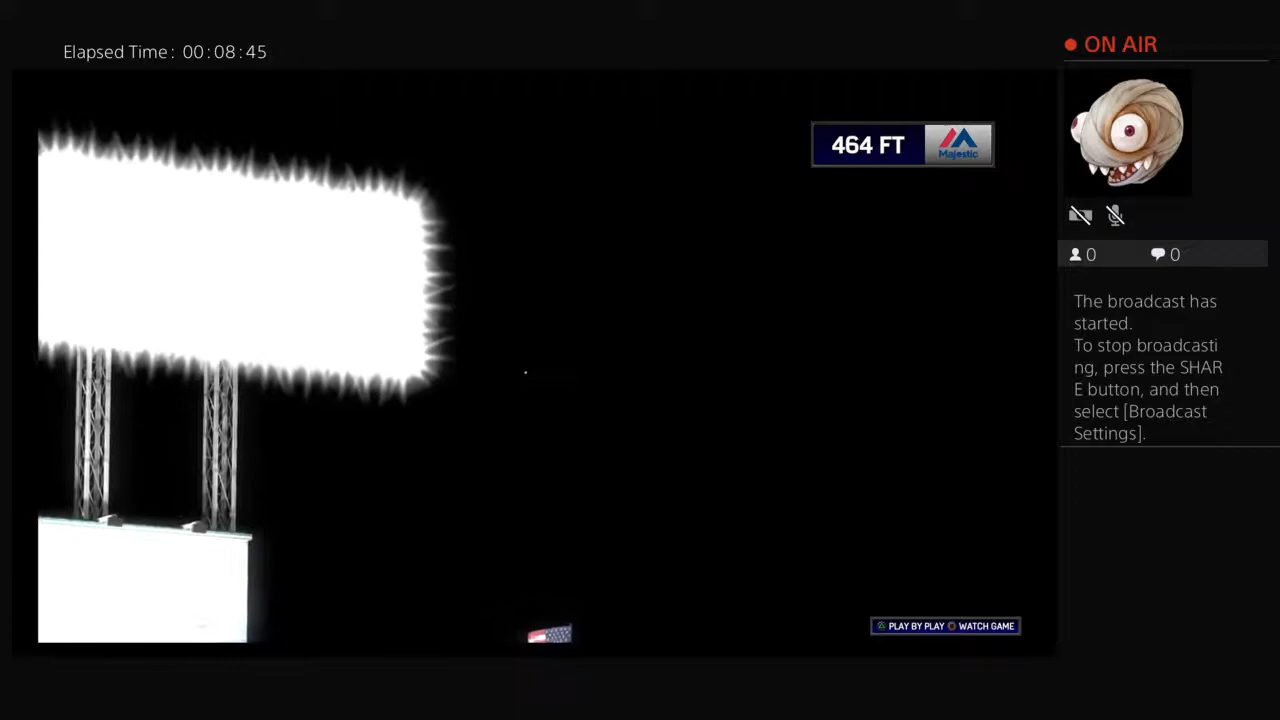 Elapsed Time: 00:08:45
ON AIR
464 FT
Majestic
0
0
The broadcast has
started.
To stop broadcasti
ng, press the SHAR
E button, and then
select [Broadcast
Settings].
PLAY BY PLAY WATCH GAME